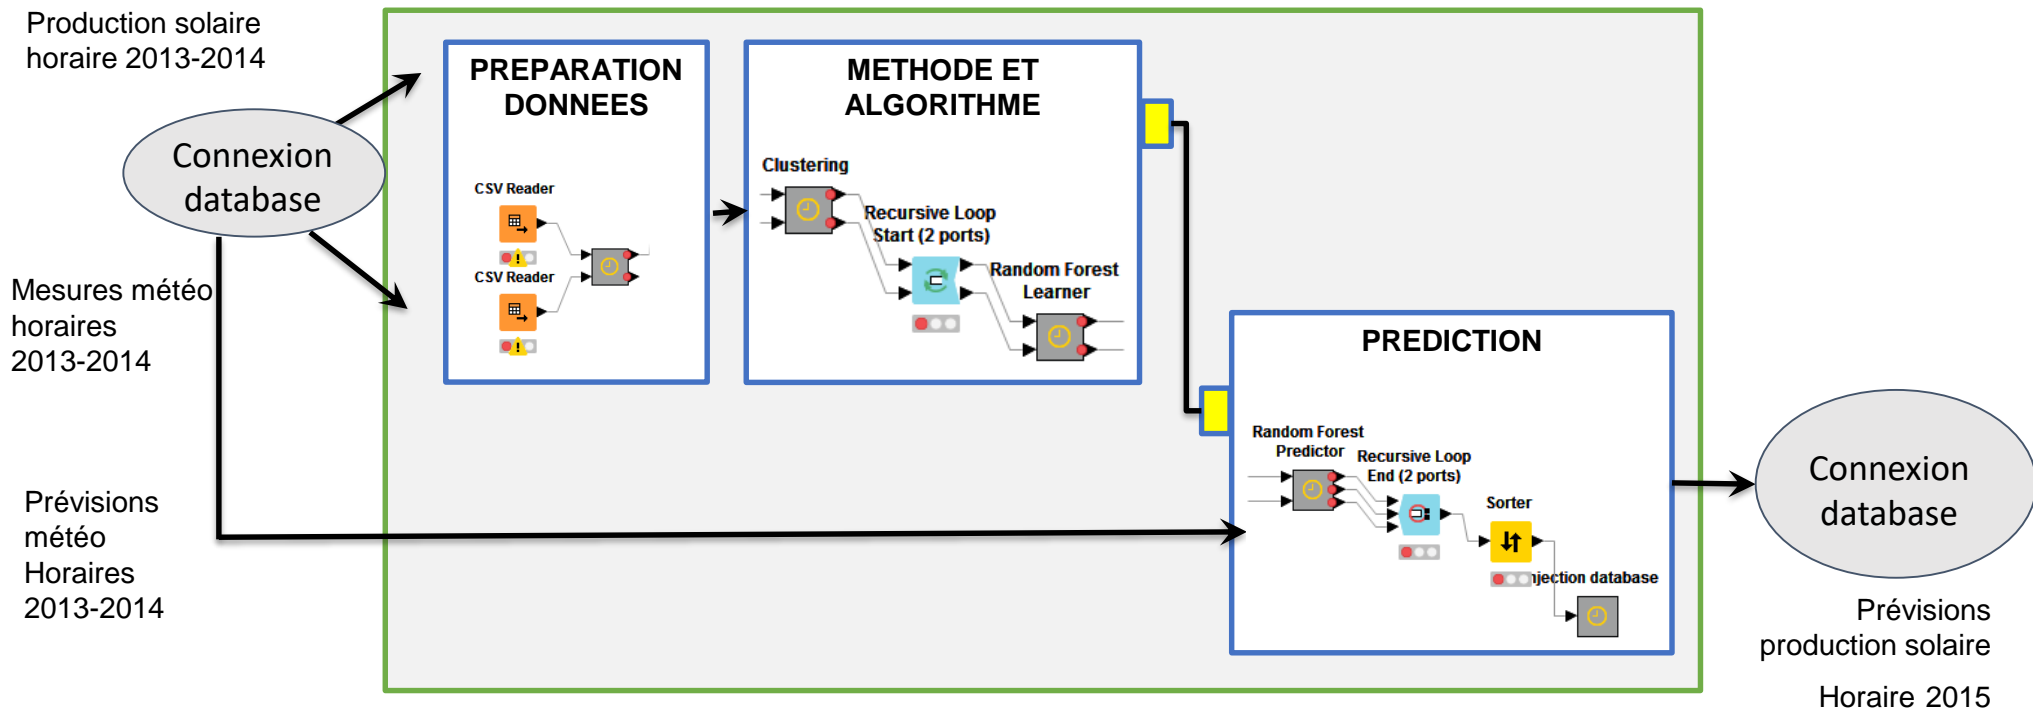 Production solaire
horaire 2013-2014
Connexion
database
Mesures météo
horaires
2013-2014
Prévisions
météo
Horaires
2013-2014
PREPARATION
DONNEES
CSV Reader
CSV Reader
METHODE ET
ALGORITHME
Clustering
Recursive Loop
Start (2 ports)
Random Forest
Learner
PREDICTION
Random Forest
Predictor
Recursive Loop
End (2 ports)
Sorter
njection database
Connexion
database
Prévisions
production solaire
Horaire 2015